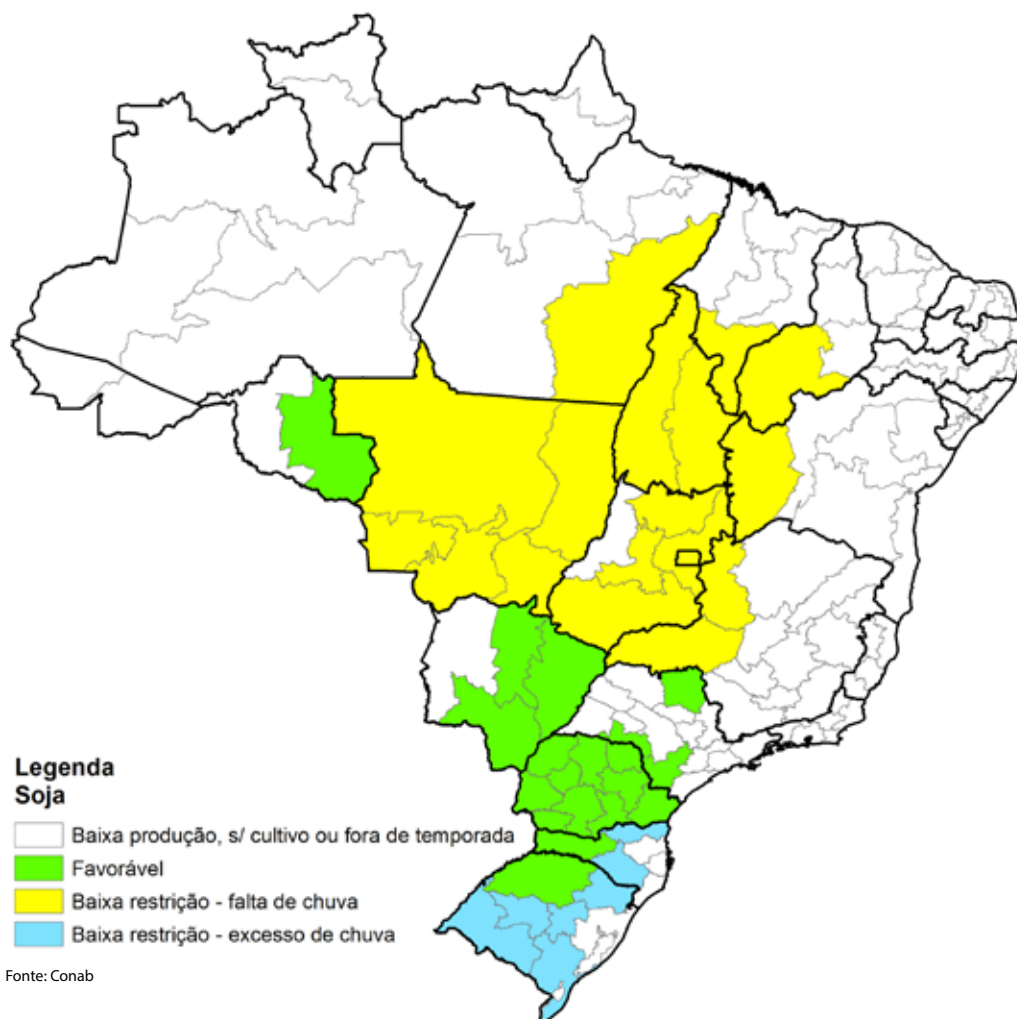 Legenda
Soja
Baixa produção, s/ cultivo ou fora de temporada
Favorável
Baixa restrição - falta de chuva
Baixa restrição - excesso de chuva
Fonte: Conab